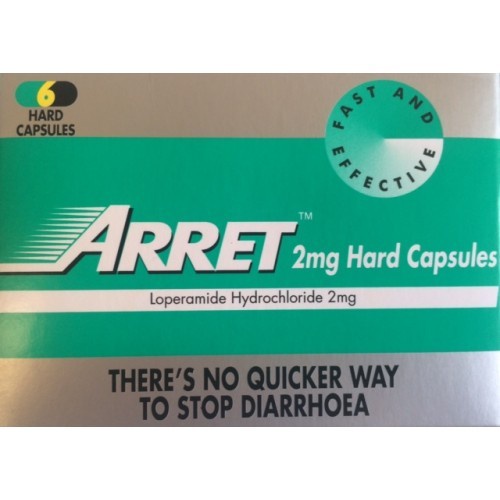 6
HARD
CAPSULES
FAST AND
EFFECTIVE
ARRET™ 2mg Hard Capsules
Loperamide Hydrochloride 2mg
THERE'S NO QUICKER WAY
TO STOP DIARRHOEA